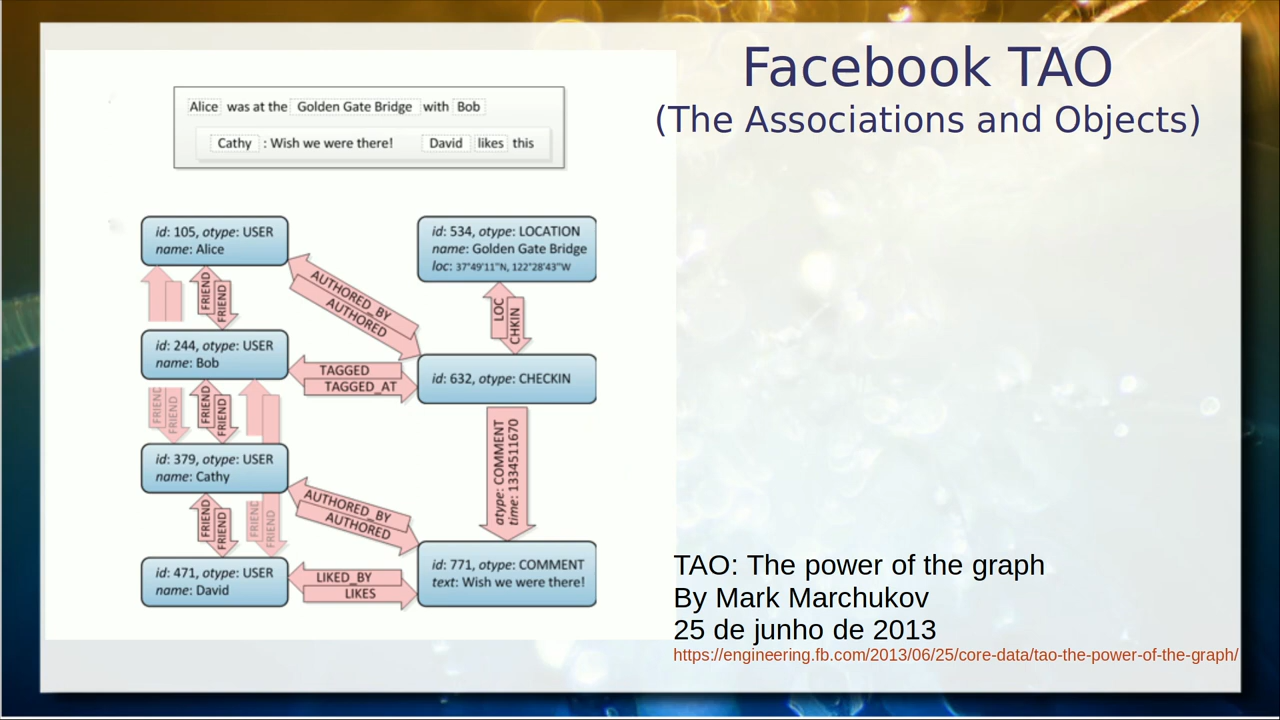 Facebook TAO
(The Associations and Objects)
Alice was at the Golden Gate Bridge with Bob
Cathy : Wish we were there! David likes this
id: 105, otype: USER
name: Alice
id: 534, otype: LOCATION
name: Golden Gate Bridge
loc: 37°49'11"N, 122°28'43"W
FRIEND
FRIEND
AUTHORED_BY
AUTHORED
LOC
CHKIN
id: 244, otype: USER
name: Bob
TAGGED
TAGGED_AT
id: 632, otype: CHECKIN
FRIEND
FRIEND
FRIEND
FRIEND
atype: COMMENT
time: 1334511670
id: 379, otype: USER
name: Cathy
AUTHORED_BY
AUTHORED
FRIEND
FRIEND
FRIEND
FRIEND
id: 471, otype: USER
name: David
LIKED_BY
LIKES
id: 771, otype: COMMENT
text: Wish we were there!
TAO: The power of the graph
By Mark Marchukov
25 de junho de 2013
https://engineering.fb.com/2013/06/25/core-data/tao-the-power-of-the-graph/